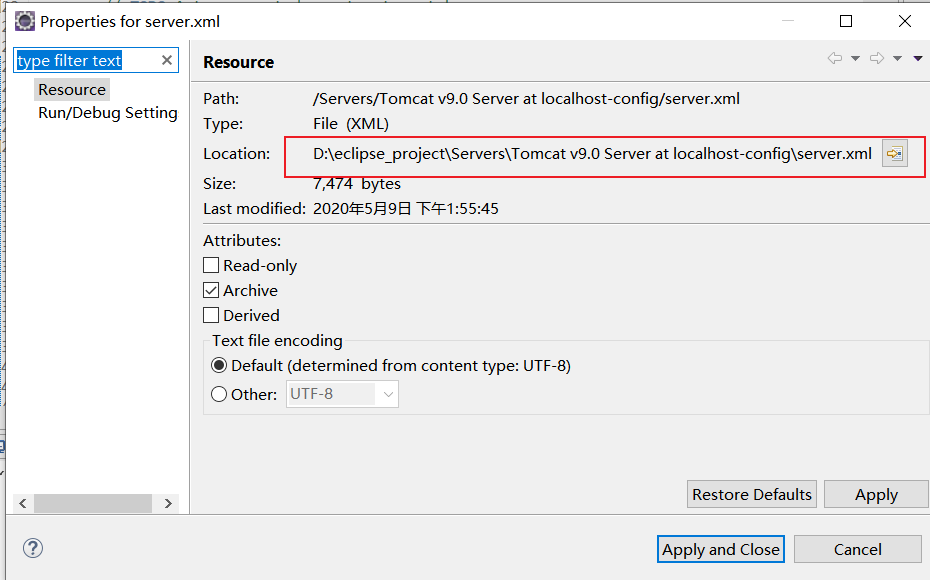 Properties for server.xml
type filter text
Resource
Run/Debug Setting
Resource
Path: /Servers/Tomcat v9.0 Server at localhost-config/server.xml
Type: File (XML)
Location: D:\eclipse_project\Servers\Tomcat v9.0 Server at localhost-config\server.xml
Size: 7,474 bytes
Last modified: 2020年5月9日 下午1:55:45
Attributes:
Read-only
Archive
Derived
Text file encoding
Default (determined from content type: UTF-8)
Other: UTF-8
Restore Defaults Apply
Apply and Close Cancel